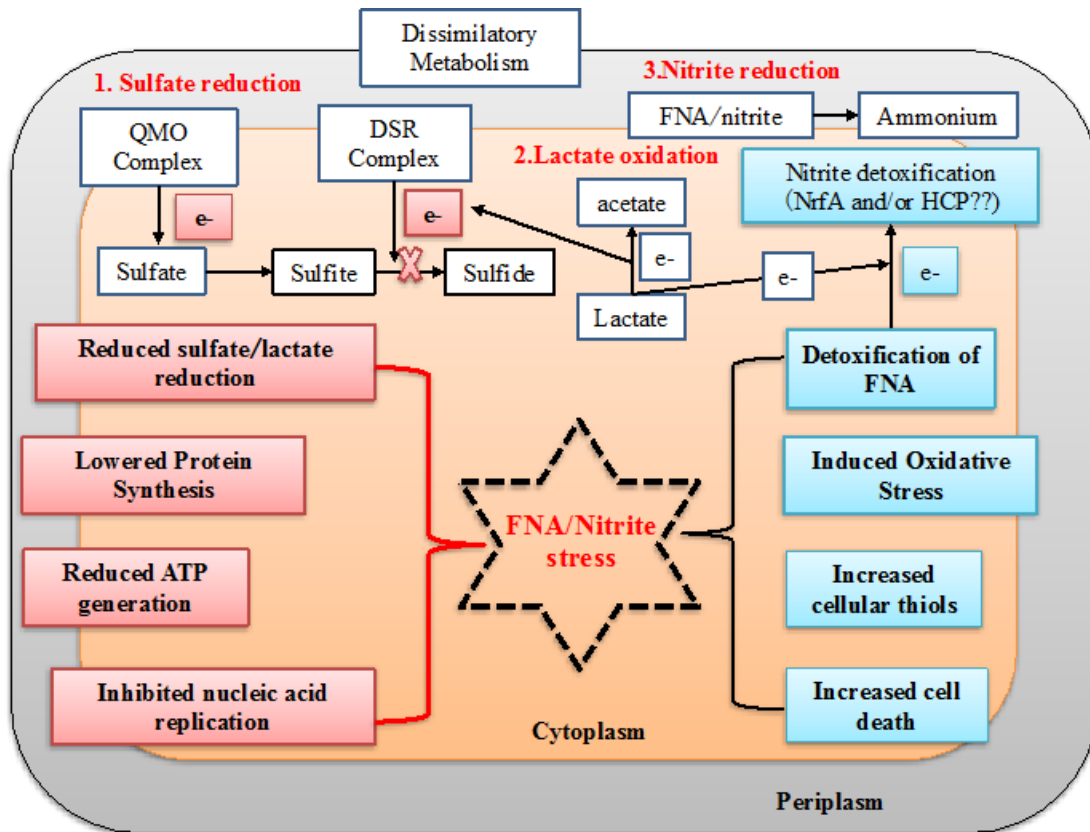 Dissimilatory
Metabolism
1. Sulfate reduction
3.Nitrite reduction
QMO
Complex
DSR
Complex
FNA/nitrite
Ammonium
2.Lactate oxidation
Nitrite detoxification
(NrfA and/or HCP??)
e-
e-
acetate
e-
e-
e-
Sulfate
Sulfite
Sulfide
Lactate
Reduced sulfate/lactate
reduction
Detoxification of
FNA
Lowered Protein
Synthesis
Induced Oxidative
Stress
FNA/Nitrite
stress
Reduced ATP
generation
Increased
cellular thiols
Inhibited nucleic acid
replication
Increased cell
death
Cytoplasm
Periplasm